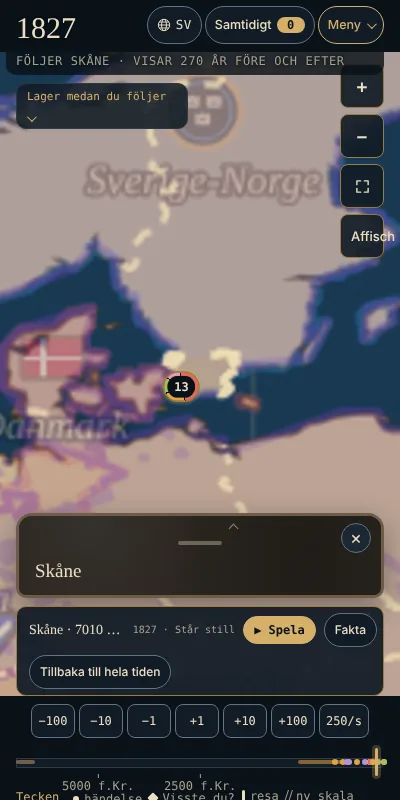 1827
SV
Samtidigt 0
Meny
FÖLJER SKÅNE · VISAR 270 ÅR FÖRE OCH EFTER
Lager medan du följer
+
−
Affisch
Sverige-Norge
13
Danmark
Skåne
×
Skåne · 7010 …
1827 · Står still
▶ Spela
Fakta
Tillbaka till hela tiden
−100
−10
−1
+1
+10
+100
250/s
5000 f.Kr.
2500 f.Kr.
Tecken
händelse
Visste du?
resa
// ny skala